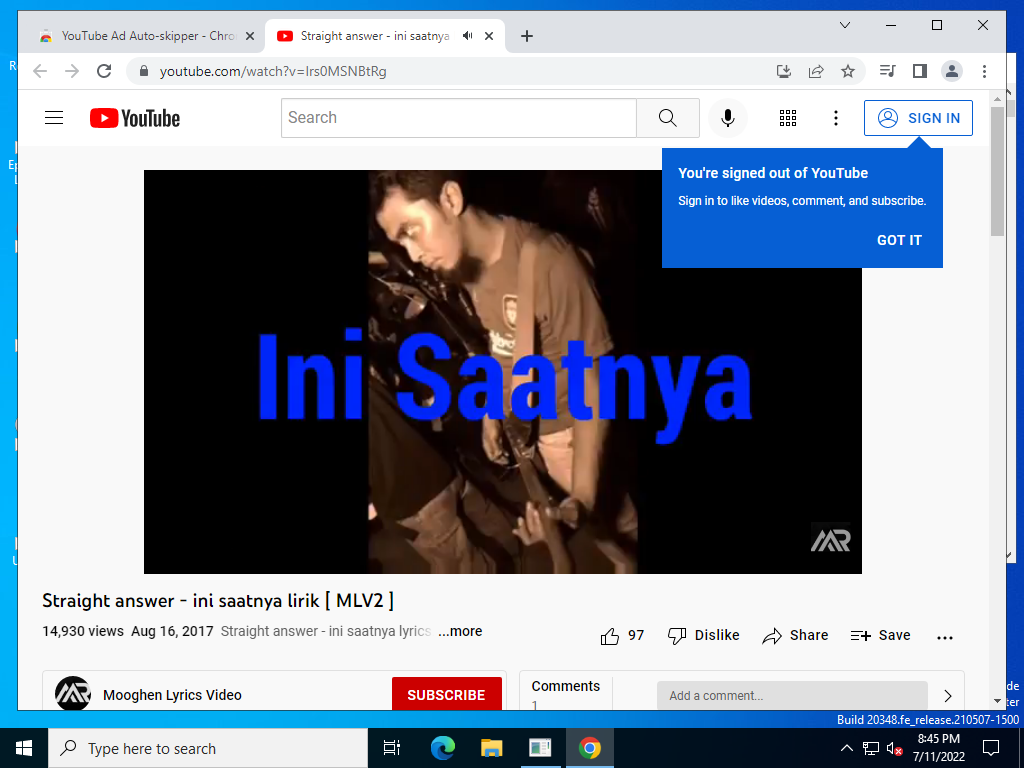 YouTube Ad Auto-skipper - Chro
Straight answer - ini saatnya
youtube.com/watch?v=Irs0MSNBtRg
YouTube
Search
SIGN IN
You're signed out of YouTube
Sign in to like videos, comment, and subscribe.
GOT IT
Ini Saatnya
MR
Straight answer - ini saatnya lirik [ MLV2 ]
14,930 views Aug 16, 2017 Straight answer - ini saatnya lyrics ...more
97 Dislike Share Save
Mooghen Lyrics Video
SUBSCRIBE
Comments
1
Add a comment...
Build 20348.fe_release.210507-1500
Type here to search
8:45 PM
7/11/2022